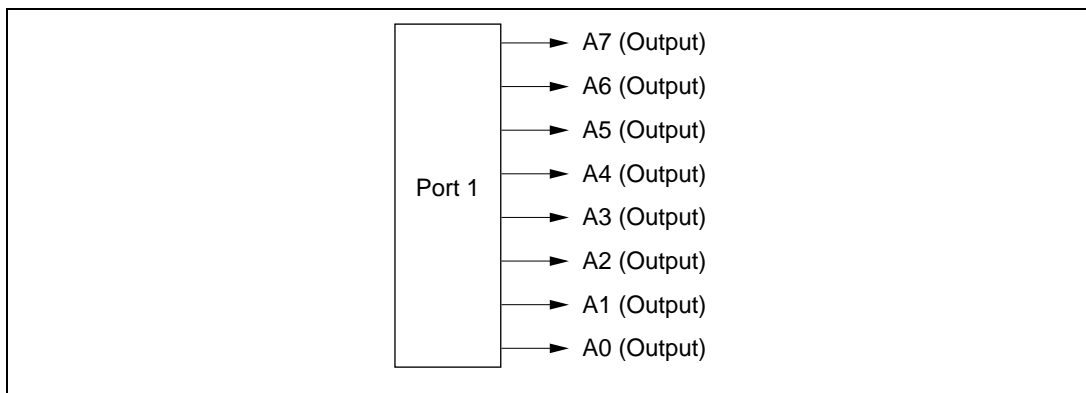 A7 (Output)
A6 (Output)
A5 (Output)
A4 (Output)
Port 1
A3 (Output)
A2 (Output)
A1 (Output)
A0 (Output)